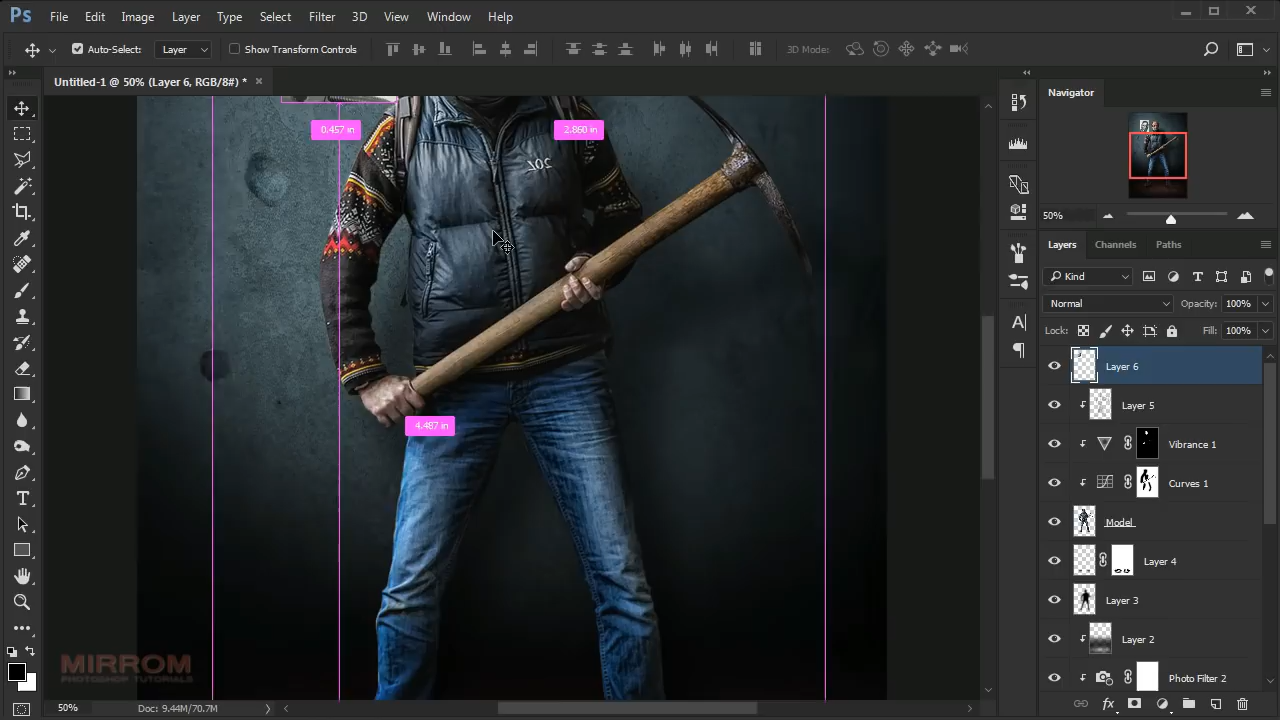 Ps File Edit Image Layer Type Select Filter 3D View Window Help
Auto-Select: Layer Show Transform Controls 3D Mode:
Untitled-1 @ 50% (Layer 6, RGB/8#) * ×
Navigator
0.457 in
2.860 in
20L
50%
Layers Channels Paths
Kind
Normal Opacity: 100%
Lock: Fill: 100%
Layer 6
Layer 5
4.487 in
Vibrance 1
Curves 1
Model
Layer 4
Layer 3
Layer 2
MIRROM
PHOTOSHOP TUTORIALS
Photo Filter 2
50% Doc: 9.44M/70.7M